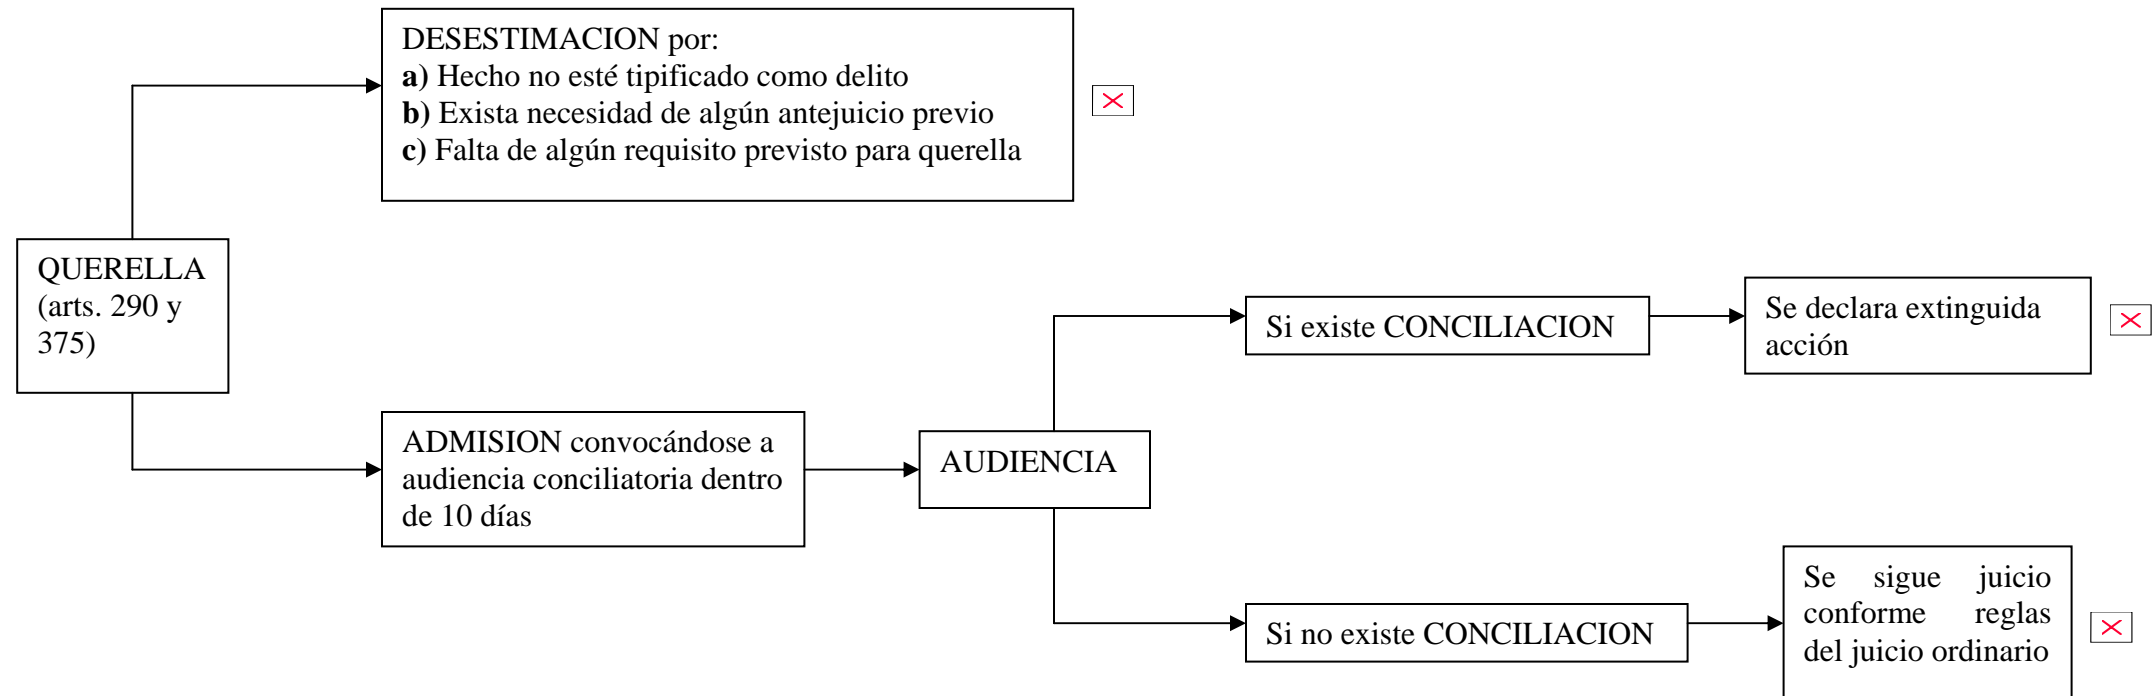 DESESTIMACION por:
a) Hecho no esté tipificado como delito
b) Exista necesidad de algún antejuicio previo
c) Falta de algún requisito previsto para querella
QUERELLA
(arts. 290 y
375)
ADMISION convocándose a
audiencia conciliatoria dentro
de 10 días
AUDIENCIA
Si existe CONCILIACION
Se declara extinguida
acción
Si no existe CONCILIACION
Se sigue juicio
conforme reglas
del juicio ordinario